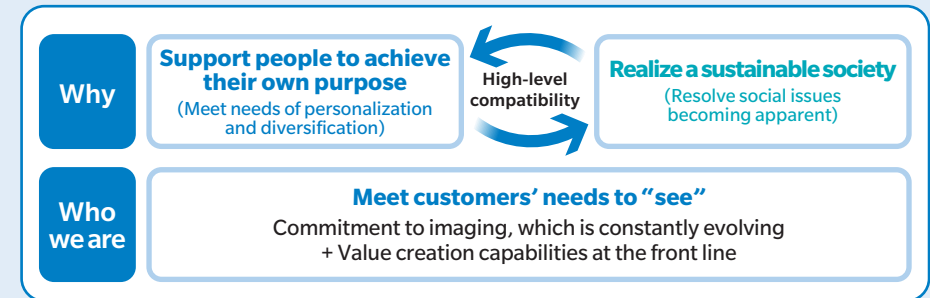 Why
Support people to achieve
their own purpose
(Meet needs of personalization
and diversification)
High-level
compatibility
Realize a sustainable society
(Resolve social issues
becoming apparent)
Who
we are
Meet customers’ needs to “see”
Commitment to imaging, which is constantly evolving
+ Value creation capabilities at the front line